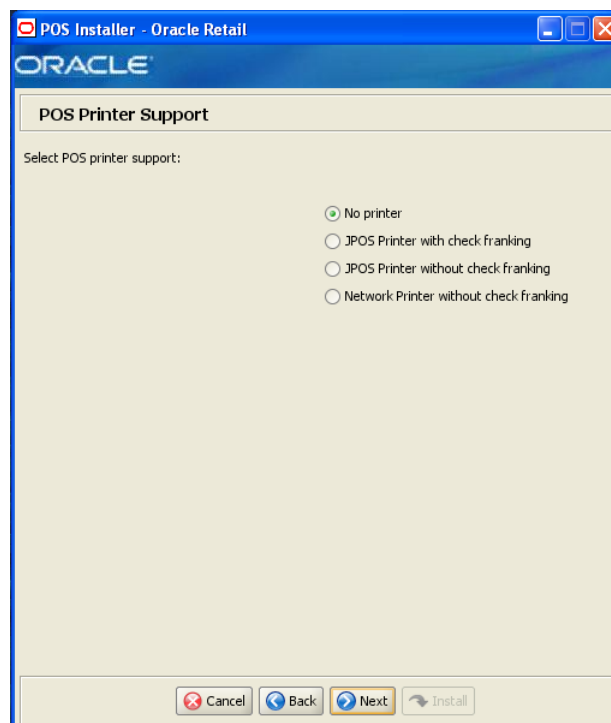 POS Installer - Oracle Retail
ORACLE
POS Printer Support
Select POS printer support:
No printer
JPOS Printer with check franking
JPOS Printer without check franking
Network Printer without check franking
Cancel
Back
Next
Install